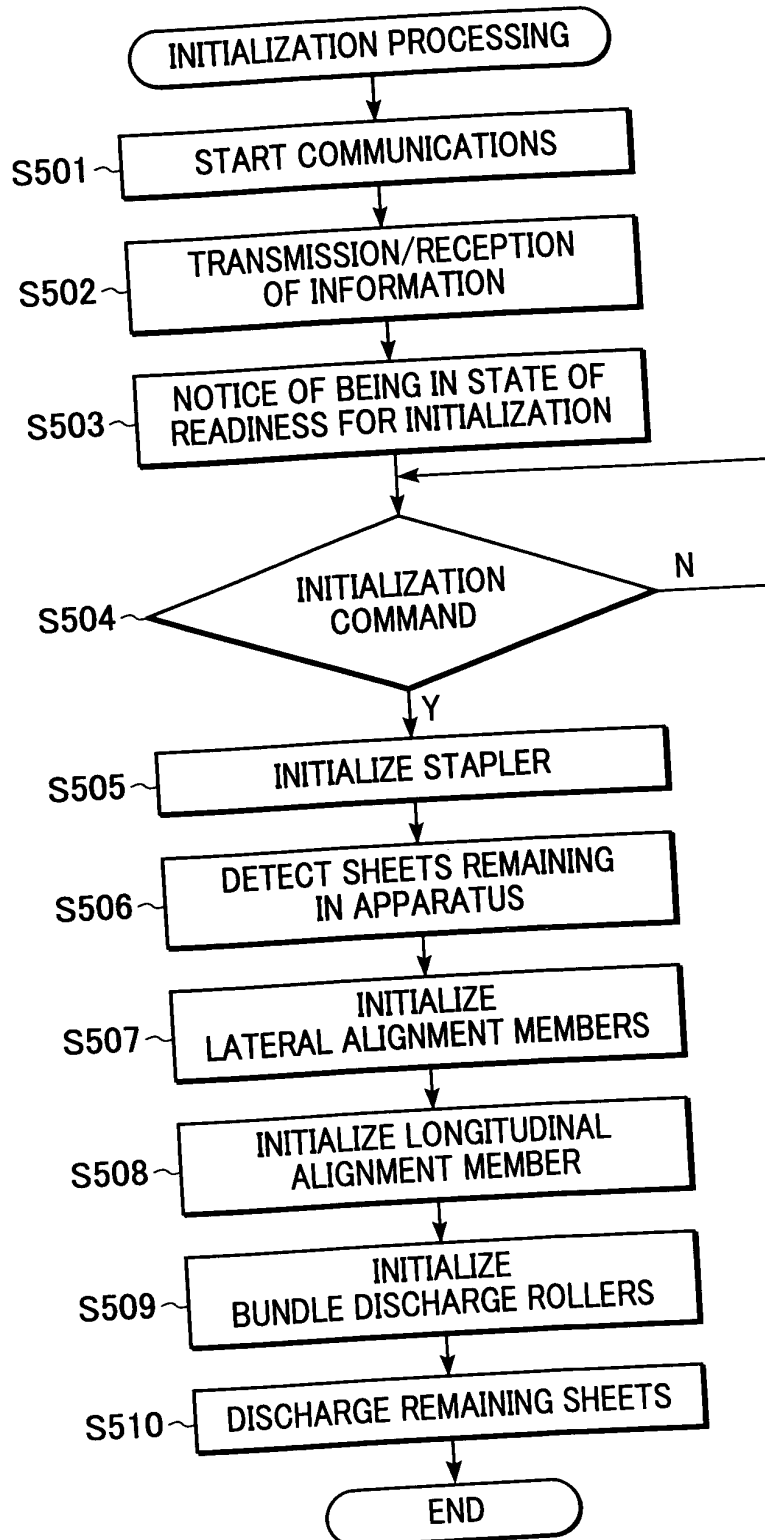 INITIALIZATION PROCESSING
S501
START COMMUNICATIONS
S502
TRANSMISSION/RECEPTION
OF INFORMATION
S503
NOTICE OF BEING IN STATE OF
READINESS FOR INITIALIZATION
S504
INITIALIZATION
COMMAND
N
Y
S505
INITIALIZE STAPLER
S506
DETECT SHEETS REMAINING
IN APPARATUS
S507
INITIALIZE
LATERAL ALIGNMENT MEMBERS
S508
INITIALIZE LONGITUDINAL
ALIGNMENT MEMBER
S509
INITIALIZE
BUNDLE DISCHARGE ROLLERS
S510
DISCHARGE REMAINING SHEETS
END